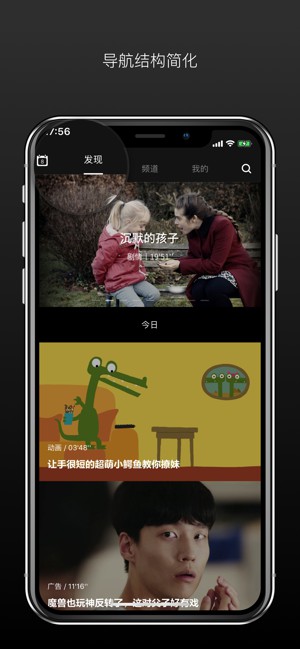 导航结构简化
7:56
发现
频道
我的
沉默的孩子
剧情 | 19'51''
今日
动画 / 03'48''
让手很短的超萌小鳄鱼教你撩妹
广告 / 11'16''
魔兽也玩神反转了，这对父子好有戏